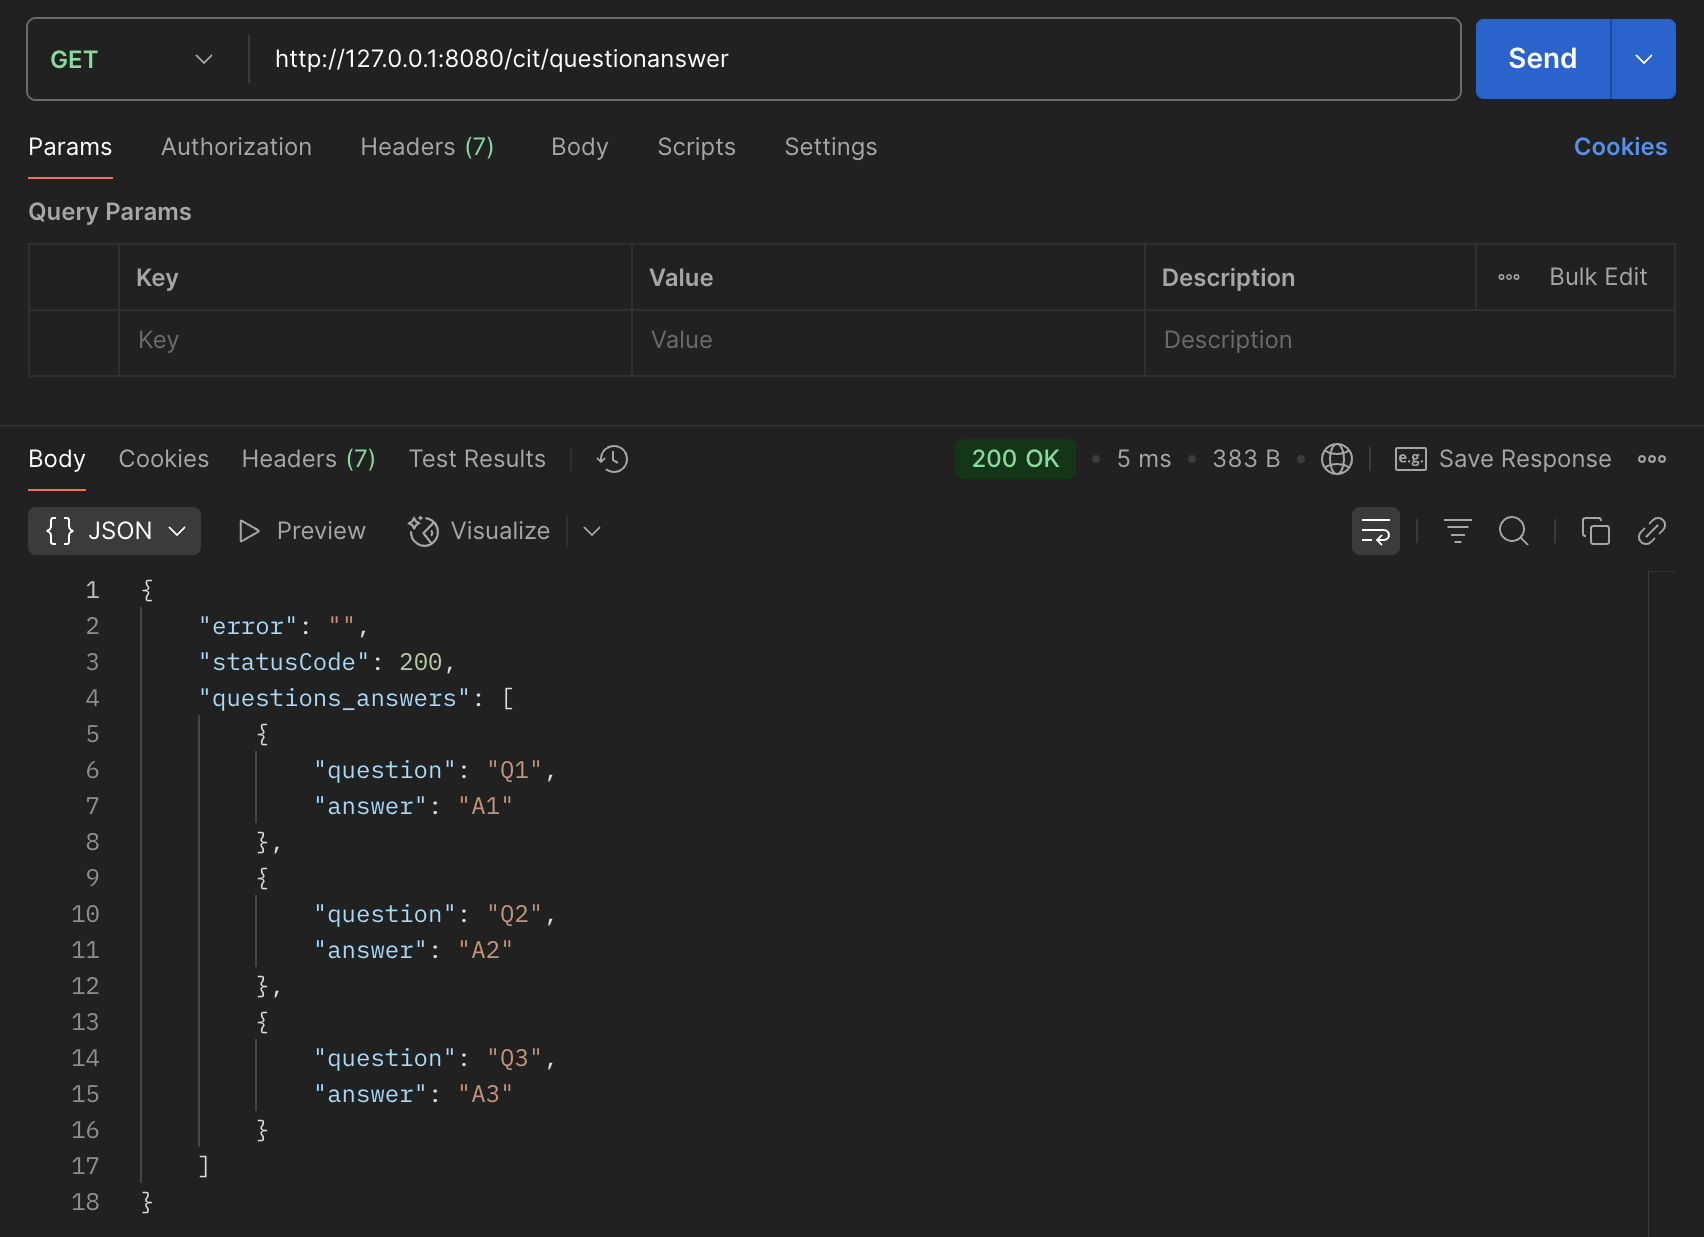 GET http://127.0.0.1:8080/cit/questionanswer Send
Params Authorization Headers (7) Body Scripts Settings Cookies
Query Params
Key Value Description Bulk Edit
Key Value Description
Body Cookies Headers (7) Test Results 200 OK 5 ms 383 B e.g. Save Response
{} JSON Preview Visualize
1 {
2 "error": "",
3 "statusCode": 200,
4 "questions_answers": [
5 {
6 "question": "Q1",
7 "answer": "A1"
8 },
9 {
10 "question": "Q2",
11 "answer": "A2"
12 },
13 {
14 "question": "Q3",
15 "answer": "A3"
16 }
17 ]
18 }